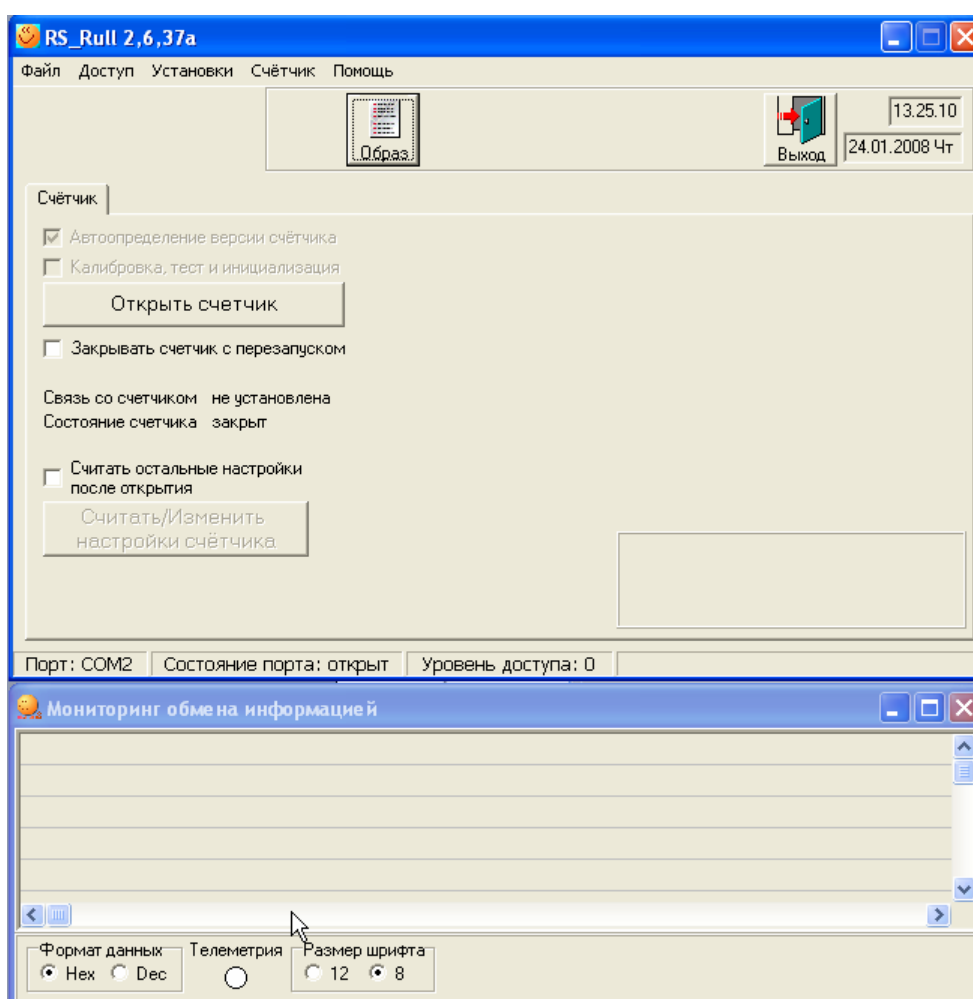 RS_Rull 2,6,37a
Файл Доступ Установки Счётчик Помощь
Образ
Выход
13.25.10
24.01.2008 Чт
Счётчик
Автоопределение версии счётчика
Калибровка, тест и инициализация
Открыть счетчик
Закрывать счетчик с перезапуском
Связь со счетчиком не установлена
Состояние счетчика закрыт
Считать остальные настройки
после открытия
Считать/Изменить
настройки счётчика
Порт: COM2 Состояние порта: открыт Уровень доступа: 0
Мониторинг обмена информацией
Формат данных Телеметрия Размер шрифта
Hex Dec 12 8